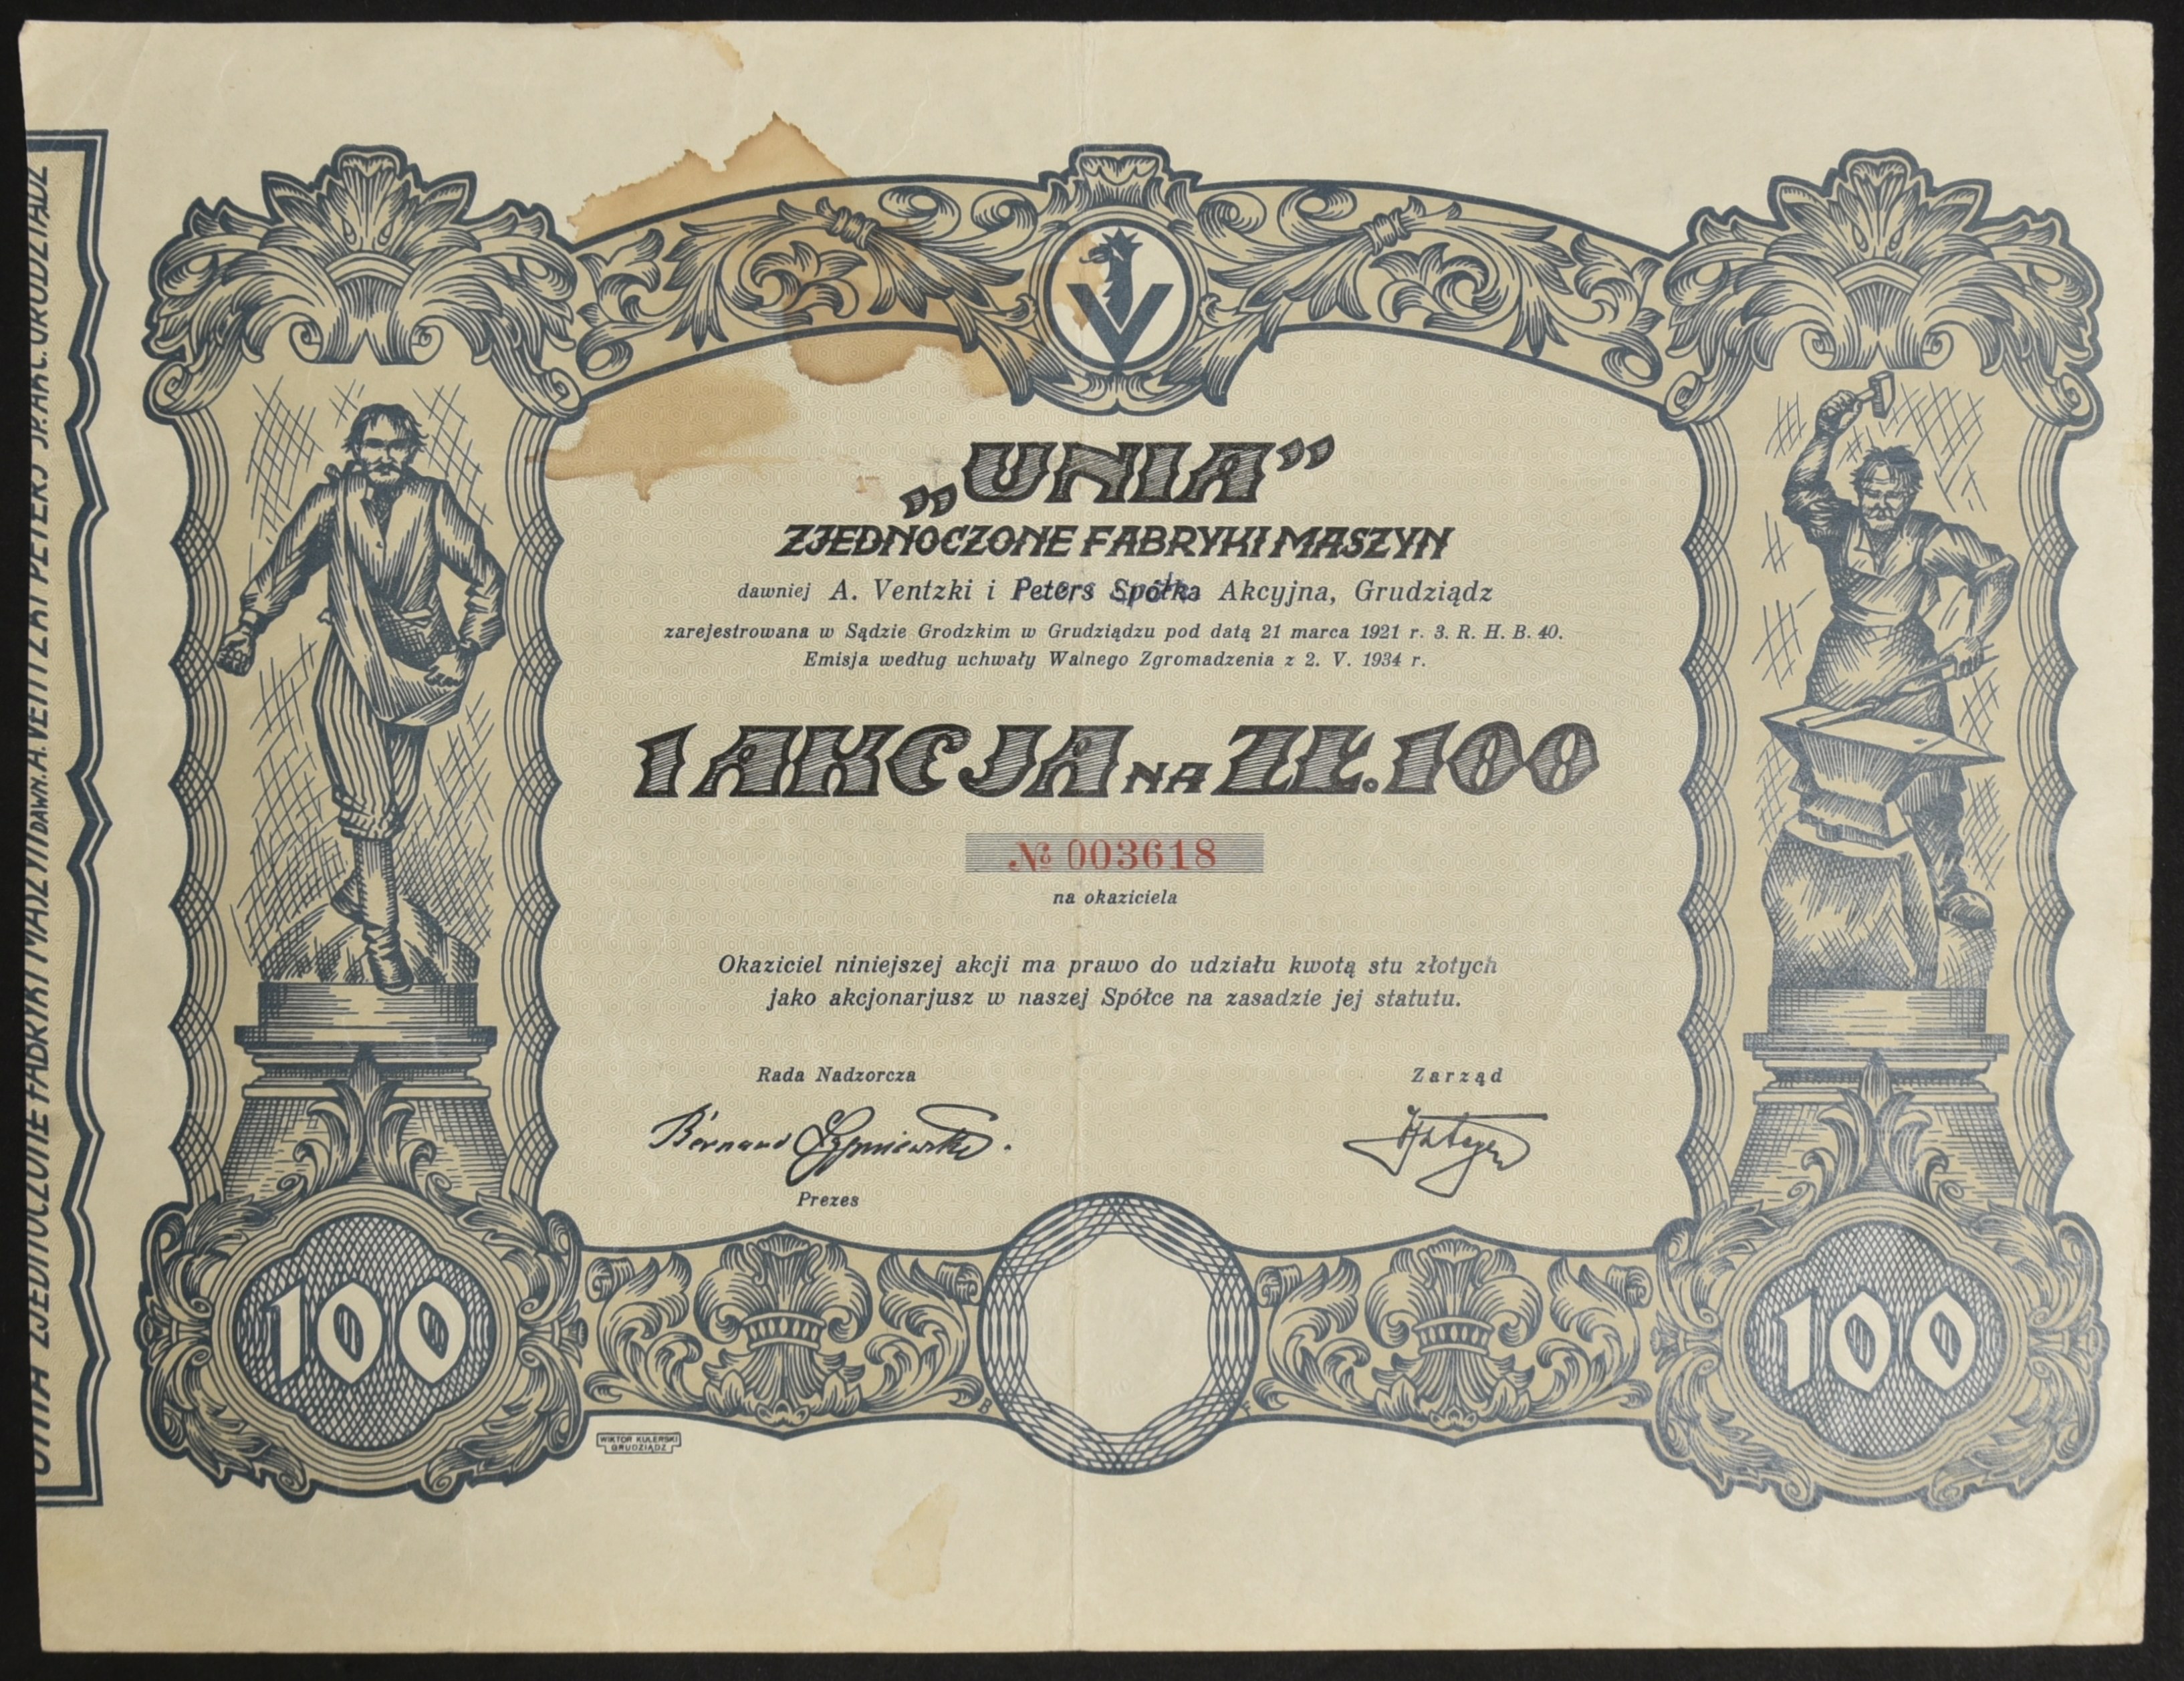 „UNIA”
ZJEDNOCZONE FABRYKI MASZYN
dawniej A. Ventzki i Peters Spółka Akcyjna, Grudziądz
zarejestrowana w Sądzie Grodzkim w Grudziądzu pod datą 21 marca 1921 r. 3. R. H. B. 40.
Emisja według uchwały Walnego Zgromadzenia z 2. V. 1934 r.
1 AKCJA NA ZŁ. 100
№ 003618
na okaziciela
Okaziciel niniejszej akcji ma prawo do udziału kwotą stu złotych
jako akcjonarjusz w naszej Spółce na zasadzie jej statutu.
Rada Nadzorcza
Zarząd
Bernard
Prezes
100
100
B
F
WIKTOR KULERSKI
GRUDZIĄDZ
UNIA ZJEDNOCZONE FABRYKI MASZYN DAWN. A. VENTZKI PETERS SP. AKC. GRUDZIĄDZ
V